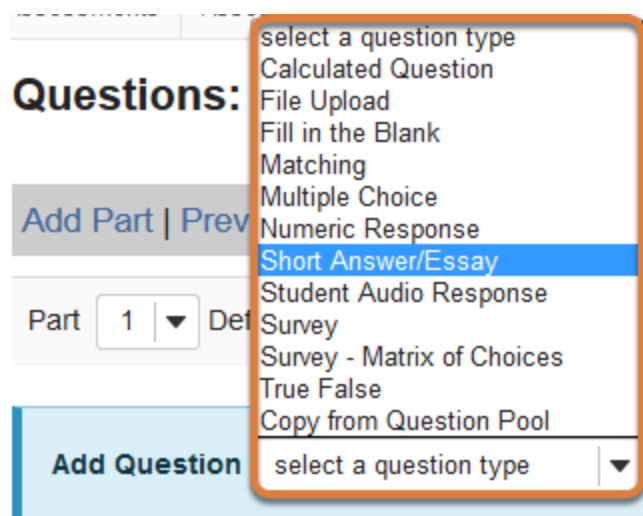 select a question type
Calculated Question
Questions:
File Upload
Fill in the Blank
Matching
Multiple Choice
Add Part | Prev
Numeric Response
Short Answer/Essay
Student Audio Response
Part 1 Def
Survey
Survey - Matrix of Choices
True False
Copy from Question Pool
Add Question select a question type